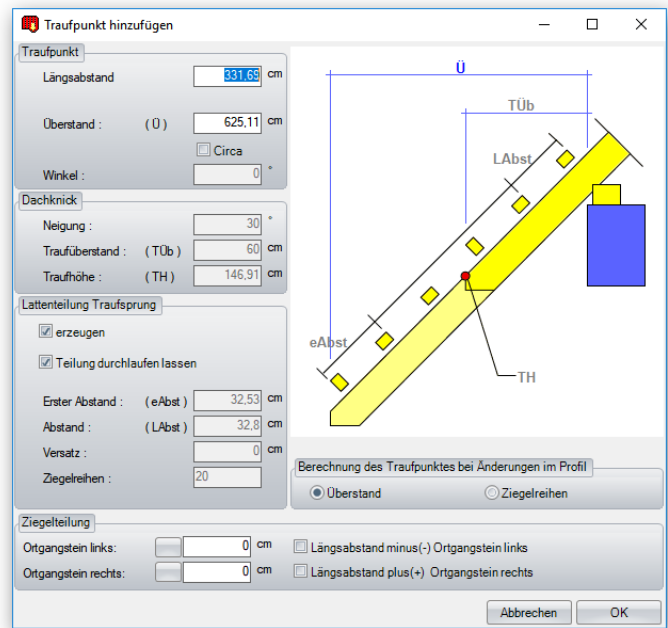 Traufpunkt hinzufügen
Traufpunkt
Längsabstand 331,65 cm
Überstand : ( Ü ) 625,11 cm
Circa
Winkel : 0 °
Dachknick
Neigung : 30 °
Traufüberstand : ( TÜb ) 60 cm
Traufhöhe : ( TH ) 146,91 cm
Lattenteilung Traufsprung
erzeugen
Teilung durchlaufen lassen
Erster Abstand : ( eAbst ) 32,53 cm
Abstand : ( LAbst ) 32,8 cm
Versatz : 0 cm
Ziegelreihen : 20
Ü
TÜb
LAbst
eAbst
TH
Berechnung des Traufpunktes bei Änderungen im Profil
Überstand Ziegelreihen
Ziegelteilung
Ortgangstein links: 0 cm Längsabstand minus(-) Ortgangstein links
Ortgangstein rechts: 0 cm Längsabstand plus(+) Ortgangstein rechts
Abbrechen OK